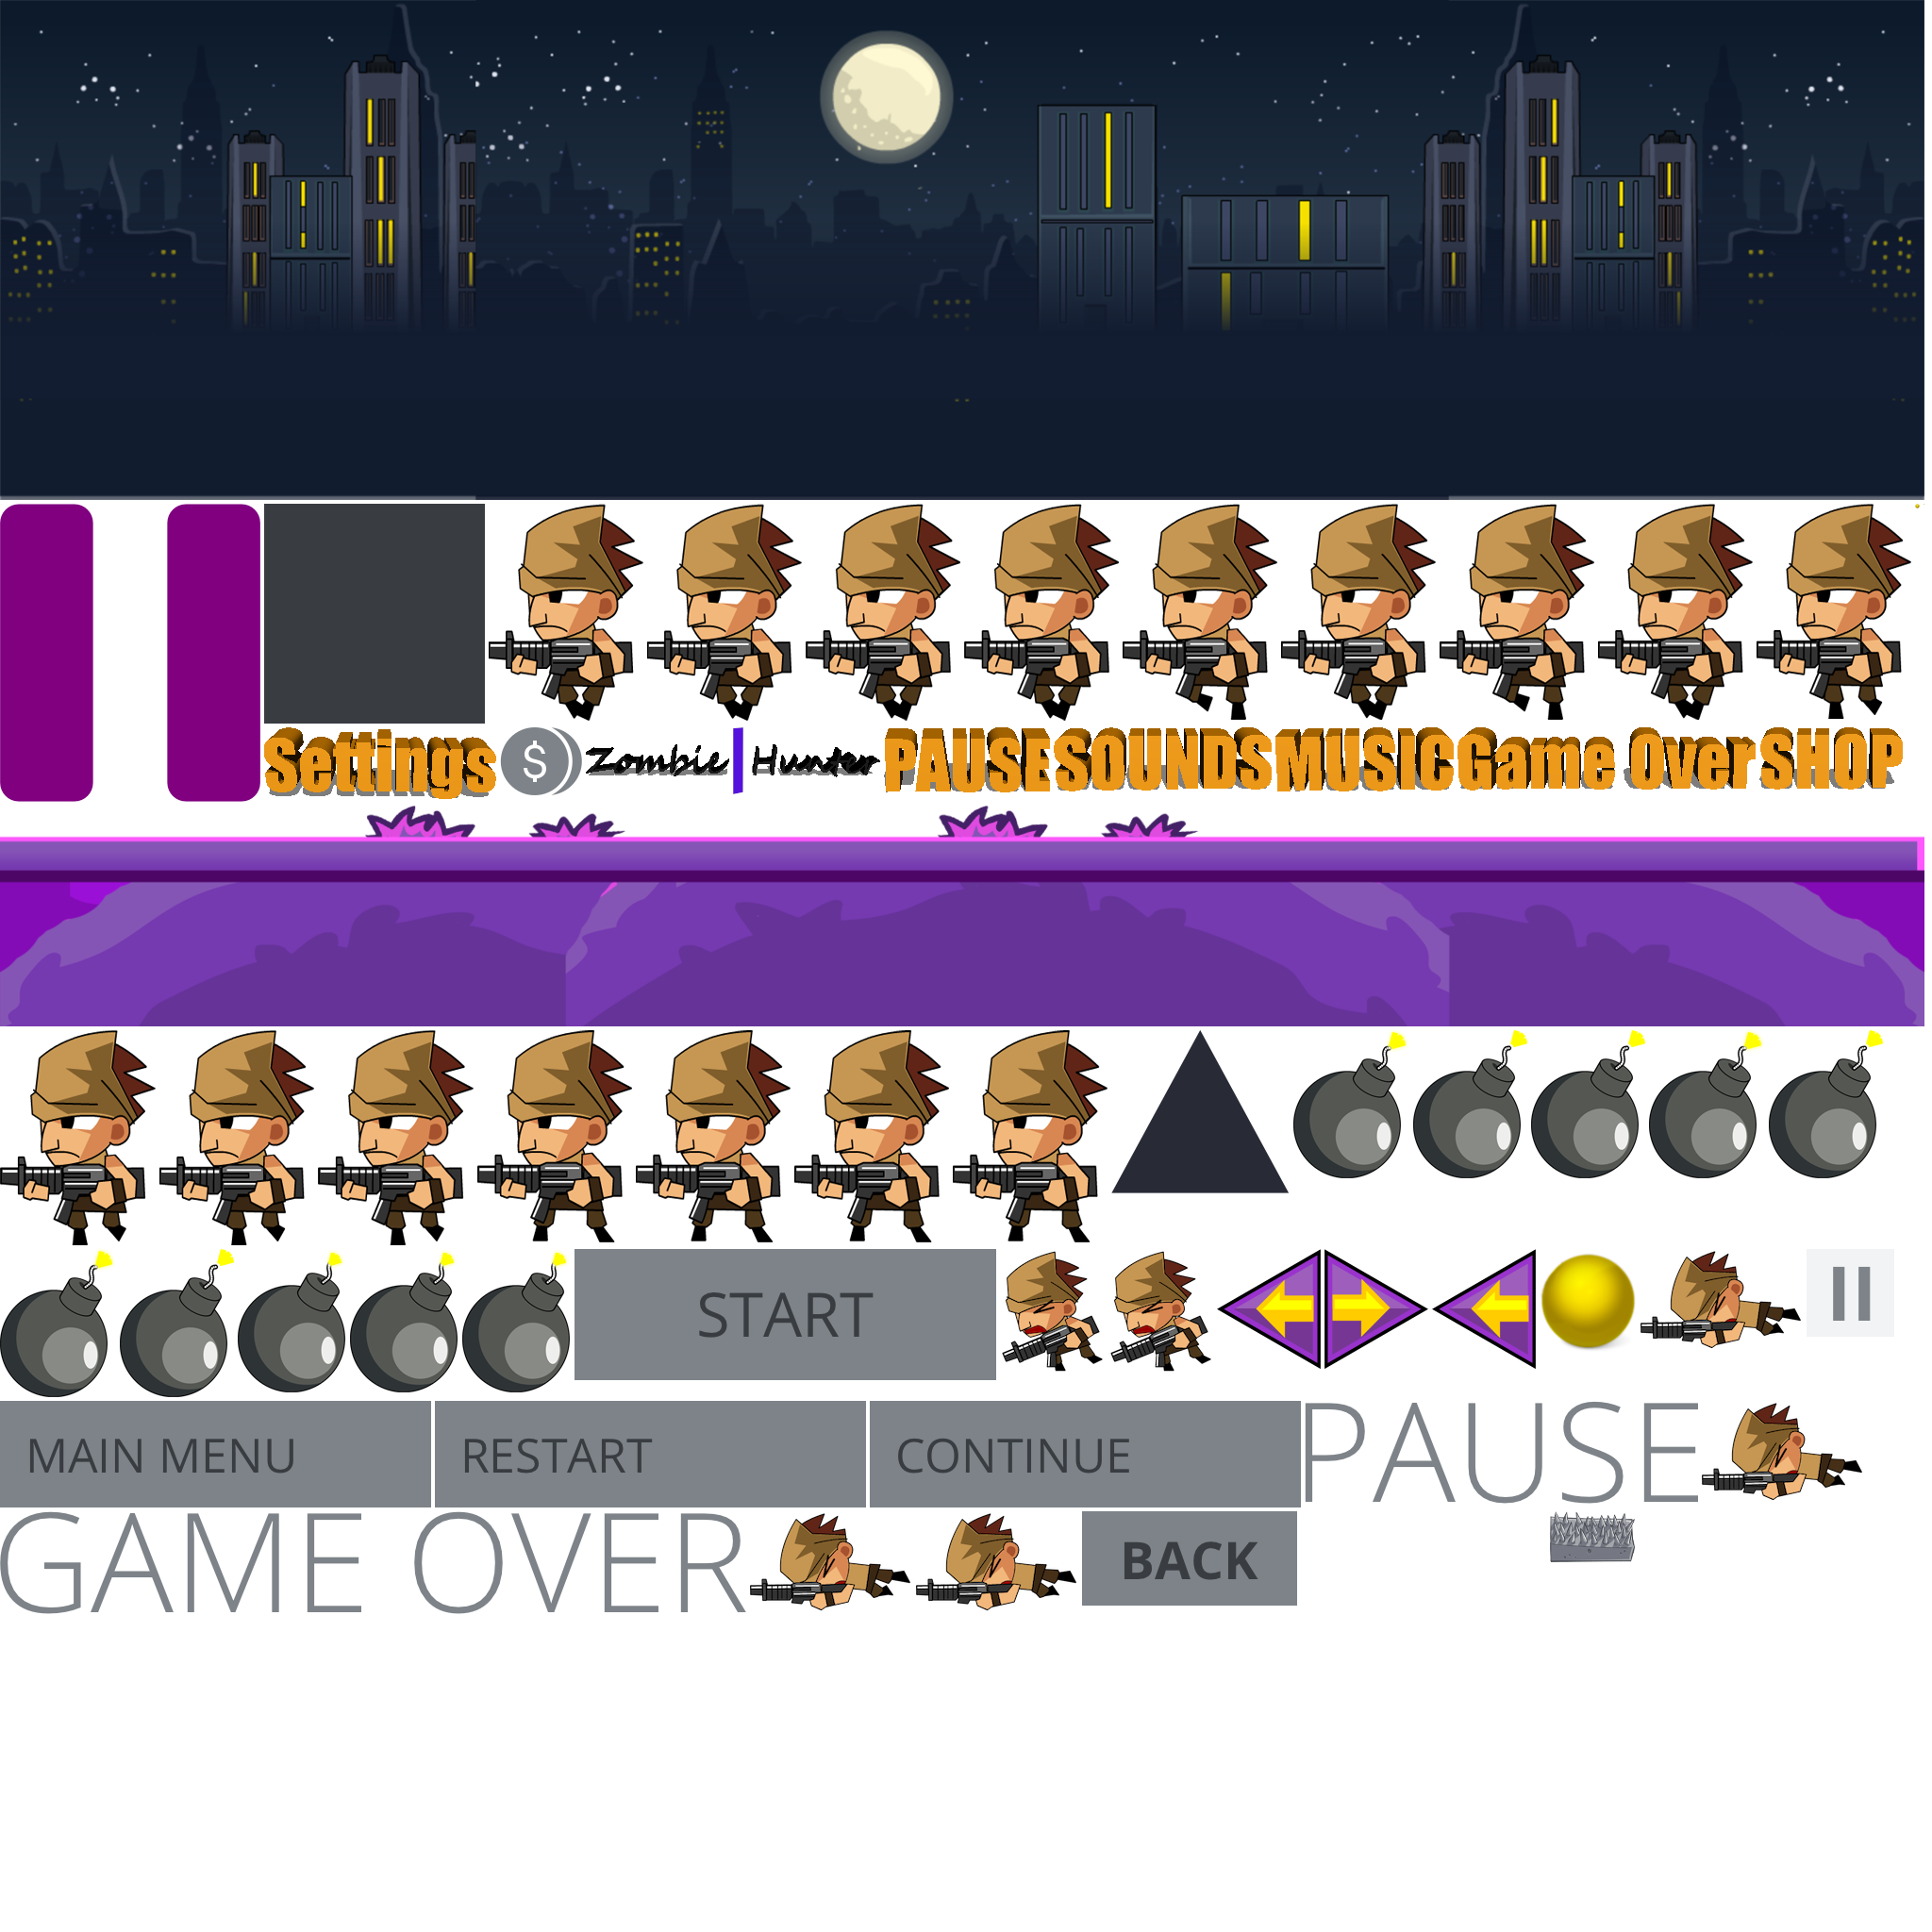 Settings $ Zombie Hunter PAUSE SOUNDS MUSIC Game Over SHOP
START
MAIN MENU RESTART CONTINUE PAUSE
GAME OVER BACK